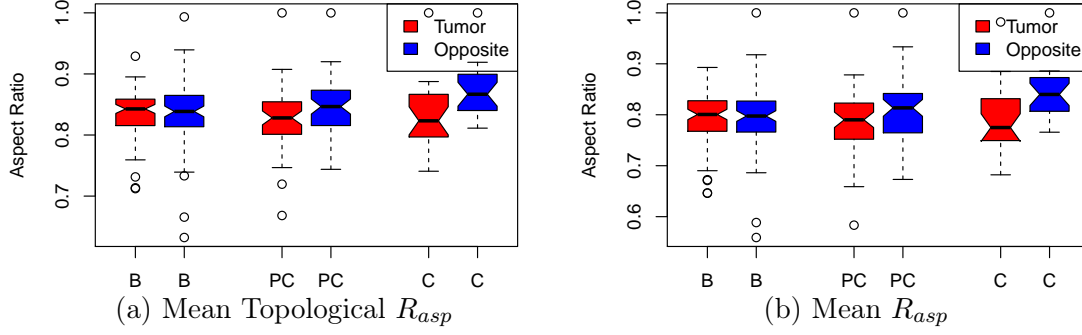 1.0
0.9
0.8
0.7
Aspect Ratio
Tumor
Opposite
B B PC PC C C
(a) Mean Topological R_asp
1.0
0.9
0.8
0.7
0.6
Aspect Ratio
Tumor
Opposite
B B PC PC C C
(b) Mean R_asp